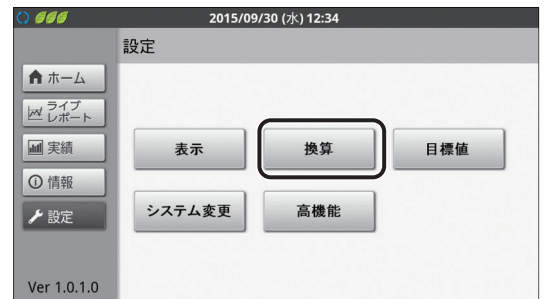 2015/09/30 (水) 12:34
設定
ホーム
ライブ
レポート
実績
情報
設定
表示
換算
目標値
システム変更
高機能
Ver 1.0.1.0